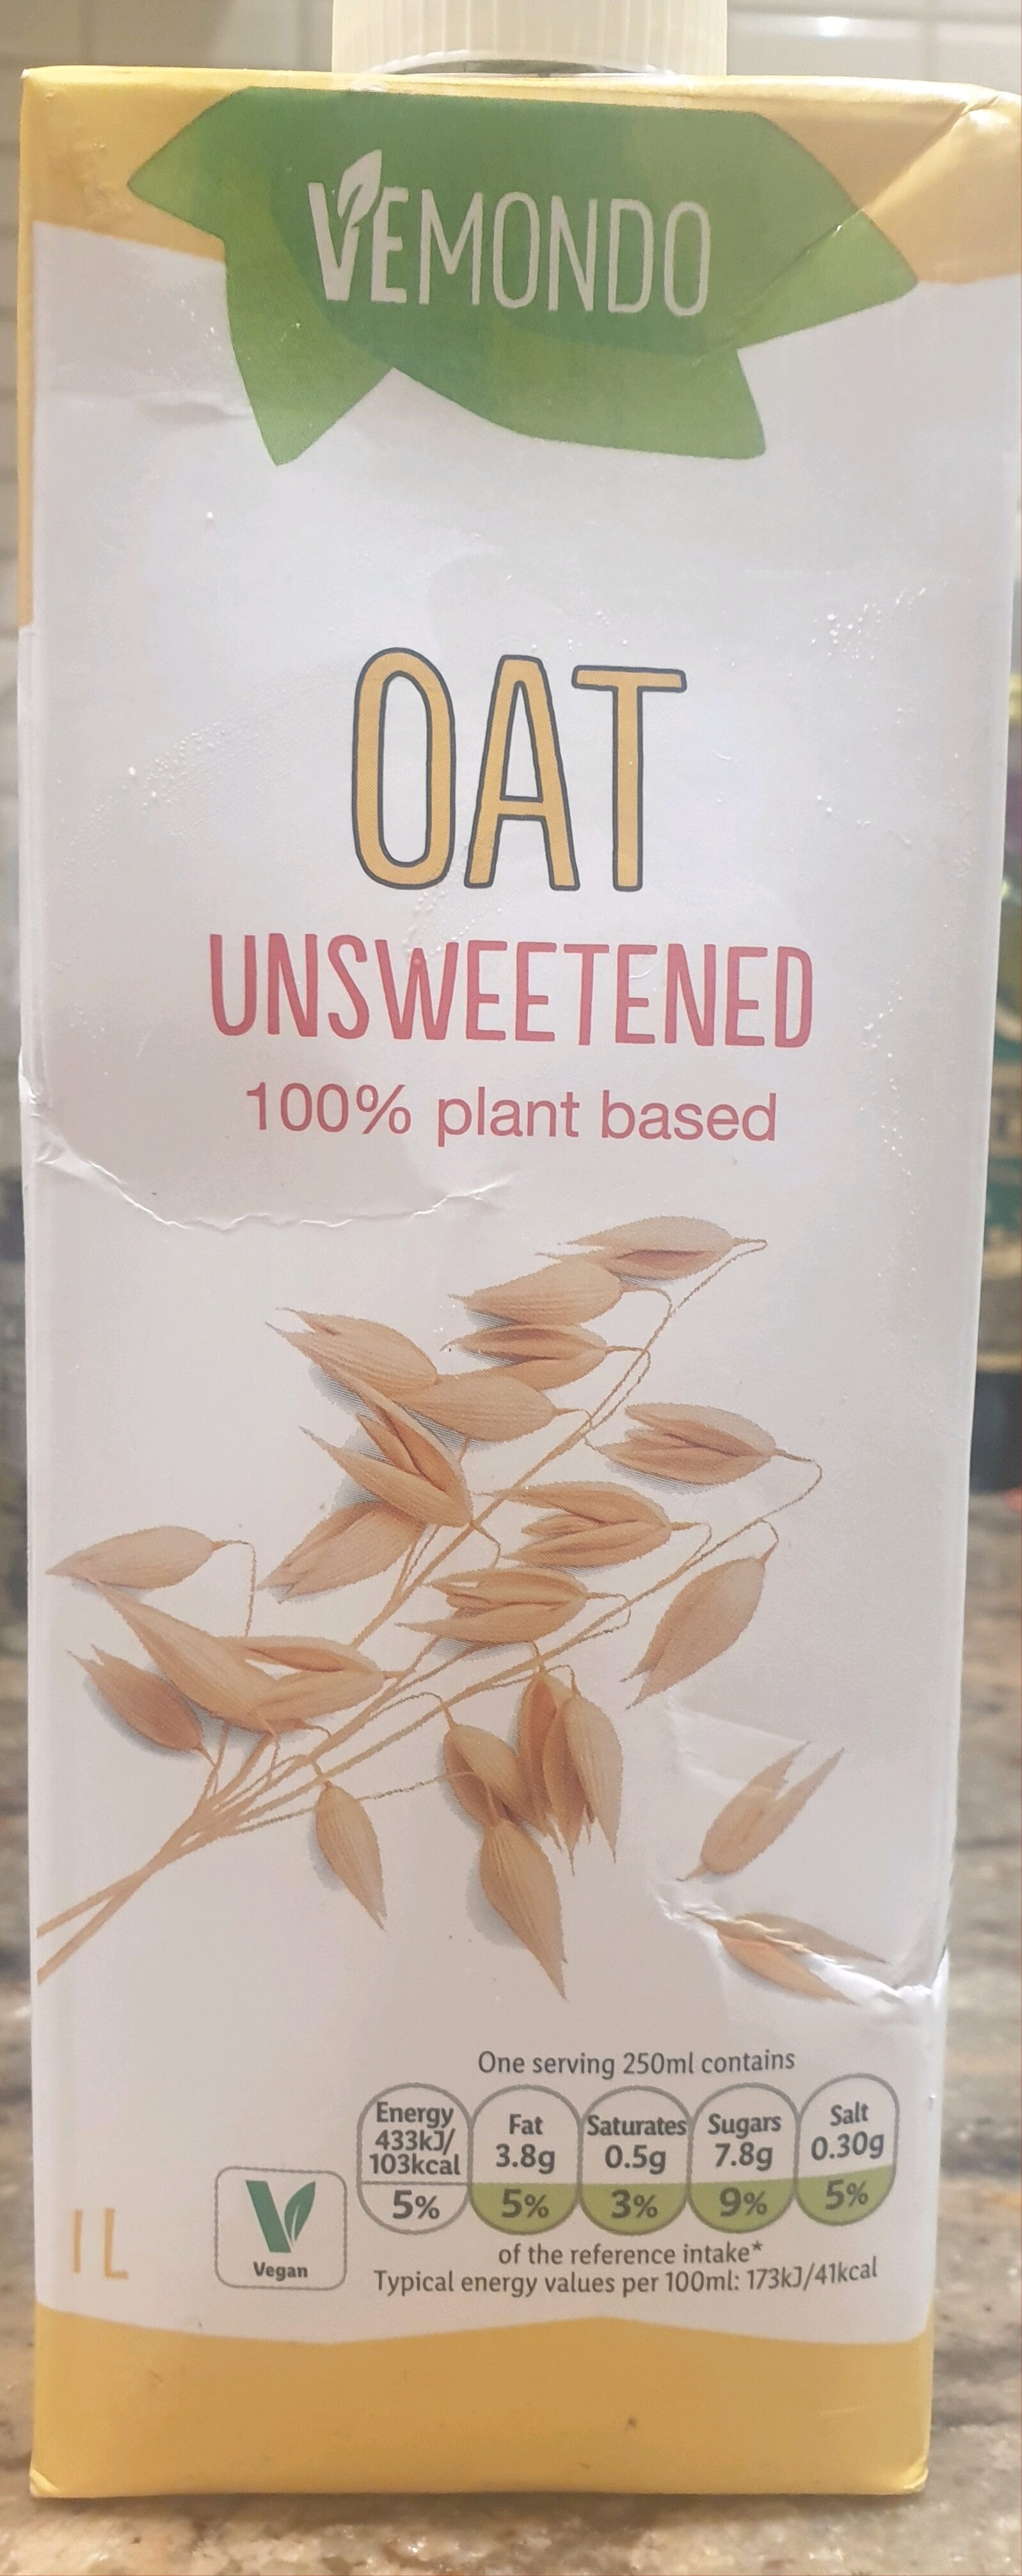 VEMONDO
OAT
UNSWEETENED
100% plant based
One serving 250ml contains
Energy
433kJ/
103kcal
5%
Fat
3.8g
5%
Saturates
0.5g
3%
Sugars
7.8g
9%
Salt
0.30g
5%
of the reference intake*
Typical energy values per 100ml: 173kJ/41kcal
V
Vegan
1L